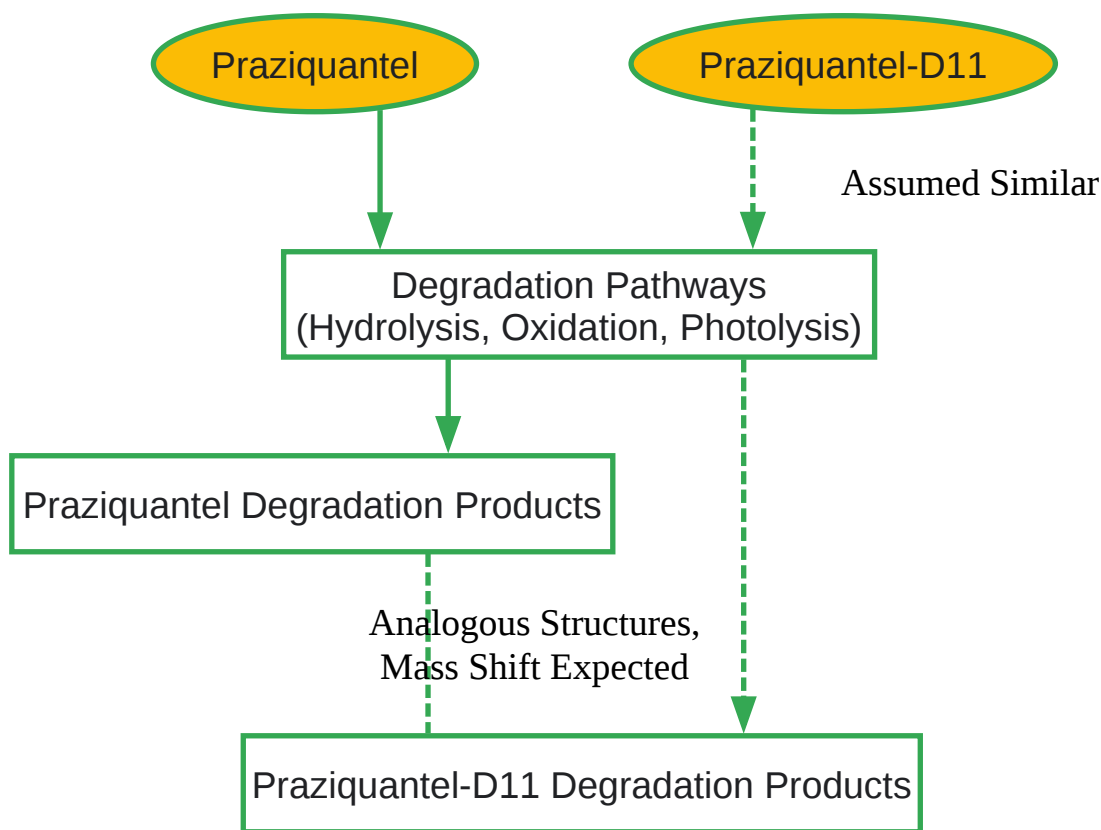 Praziquantel
Praziquantel-D11
Assumed Similar
Degradation Pathways
(Hydrolysis, Oxidation, Photolysis)
Praziquantel Degradation Products
Analogous Structures,
Mass Shift Expected
Praziquantel-D11 Degradation Products